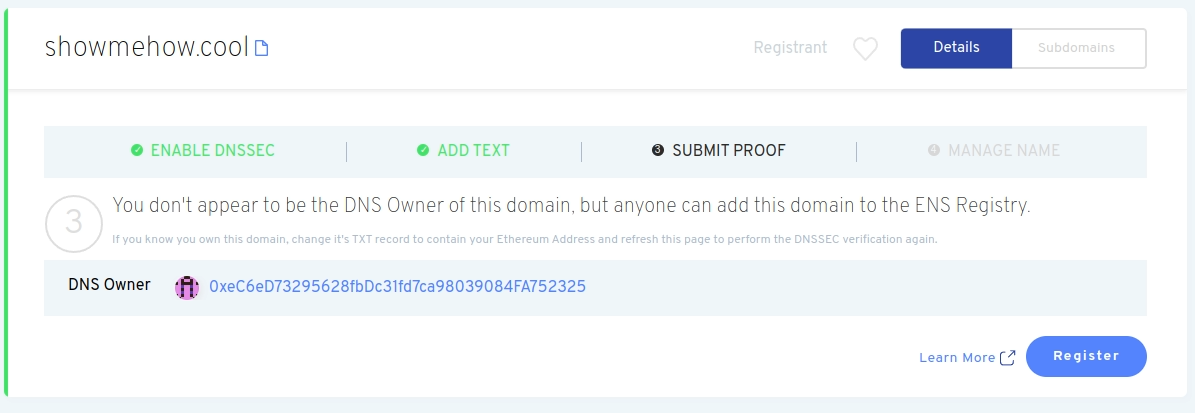 showmehow.cool
Registrant
Details
Subdomains
ENABLE DNSSEC
ADD TEXT
3 SUBMIT PROOF
4 MANAGE NAME
3
You don't appear to be the DNS Owner of this domain, but anyone can add this domain to the ENS Registry.
If you know you own this domain, change it's TXT record to contain your Ethereum Address and refresh this page to perform the DNSSEC verification again.
DNS Owner
0xeC6eD73295628fbDc31fd7ca98039084FA752325
Learn More
Register